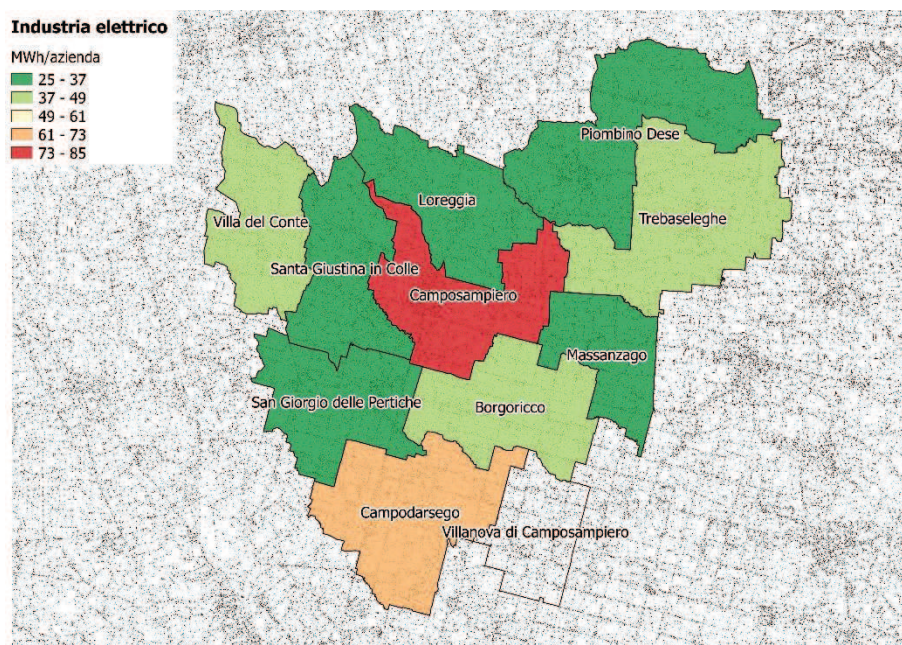 Industria elettrico
MWh/azienda
25 - 37
37 - 49
49 - 61
61 - 73
73 - 85
Piombino Dese
Loreggia
Villa del Conte
Trebaseleghe
Santa Giustina in Colle
Camposampiero
Massanzago
San Giorgio delle Pertiche
Borgoricco
Campodarsego
Villanova di Camposampiero